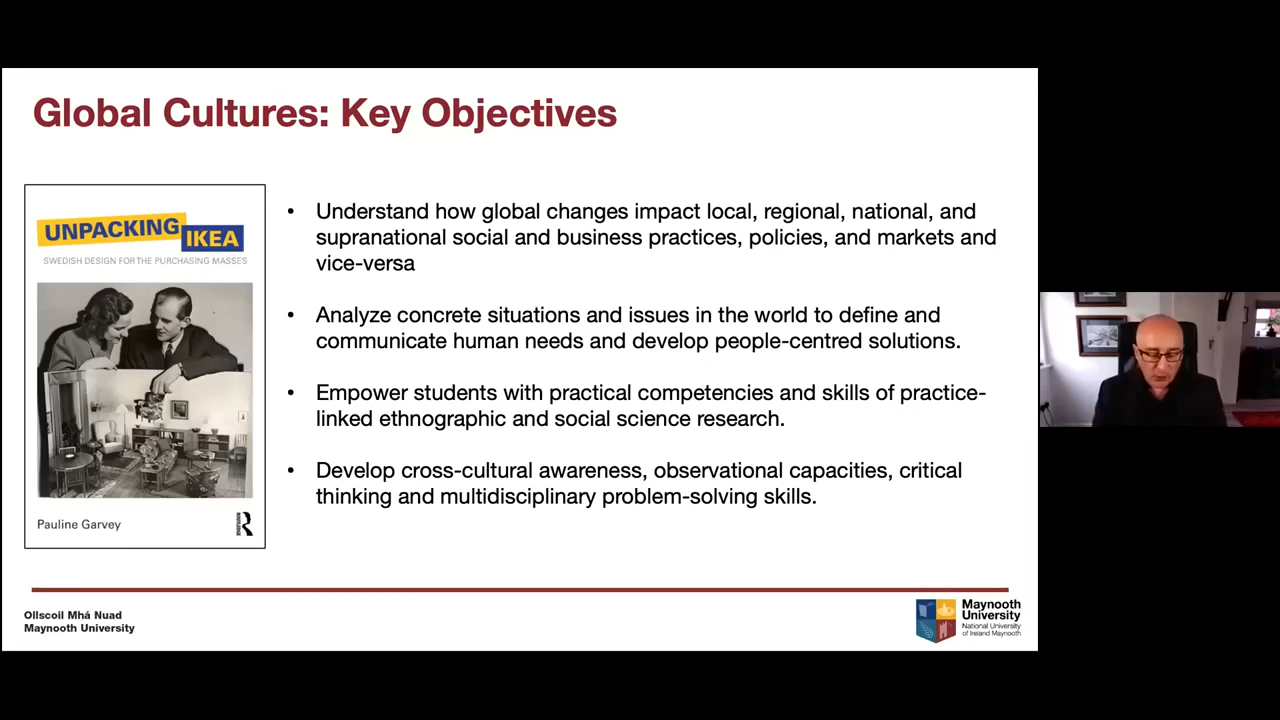 Global Cultures: Key Objectives
UNPACKING
IKEA
SWEDISH DESIGN FOR THE PURCHASING MASSES
Pauline Garvey
ROUTLEDGE
• Understand how global changes impact local, regional, national, and
supranational social and business practices, policies, and markets and
vice-versa
• Analyze concrete situations and issues in the world to define and
communicate human needs and develop people-centred solutions.
• Empower students with practical competencies and skills of practice-
linked ethnographic and social science research.
• Develop cross-cultural awareness, observational capacities, critical
thinking and multidisciplinary problem-solving skills.
Ollscoil Mhá Nuad
Maynooth University
Maynooth
University
National University
of Ireland Maynooth